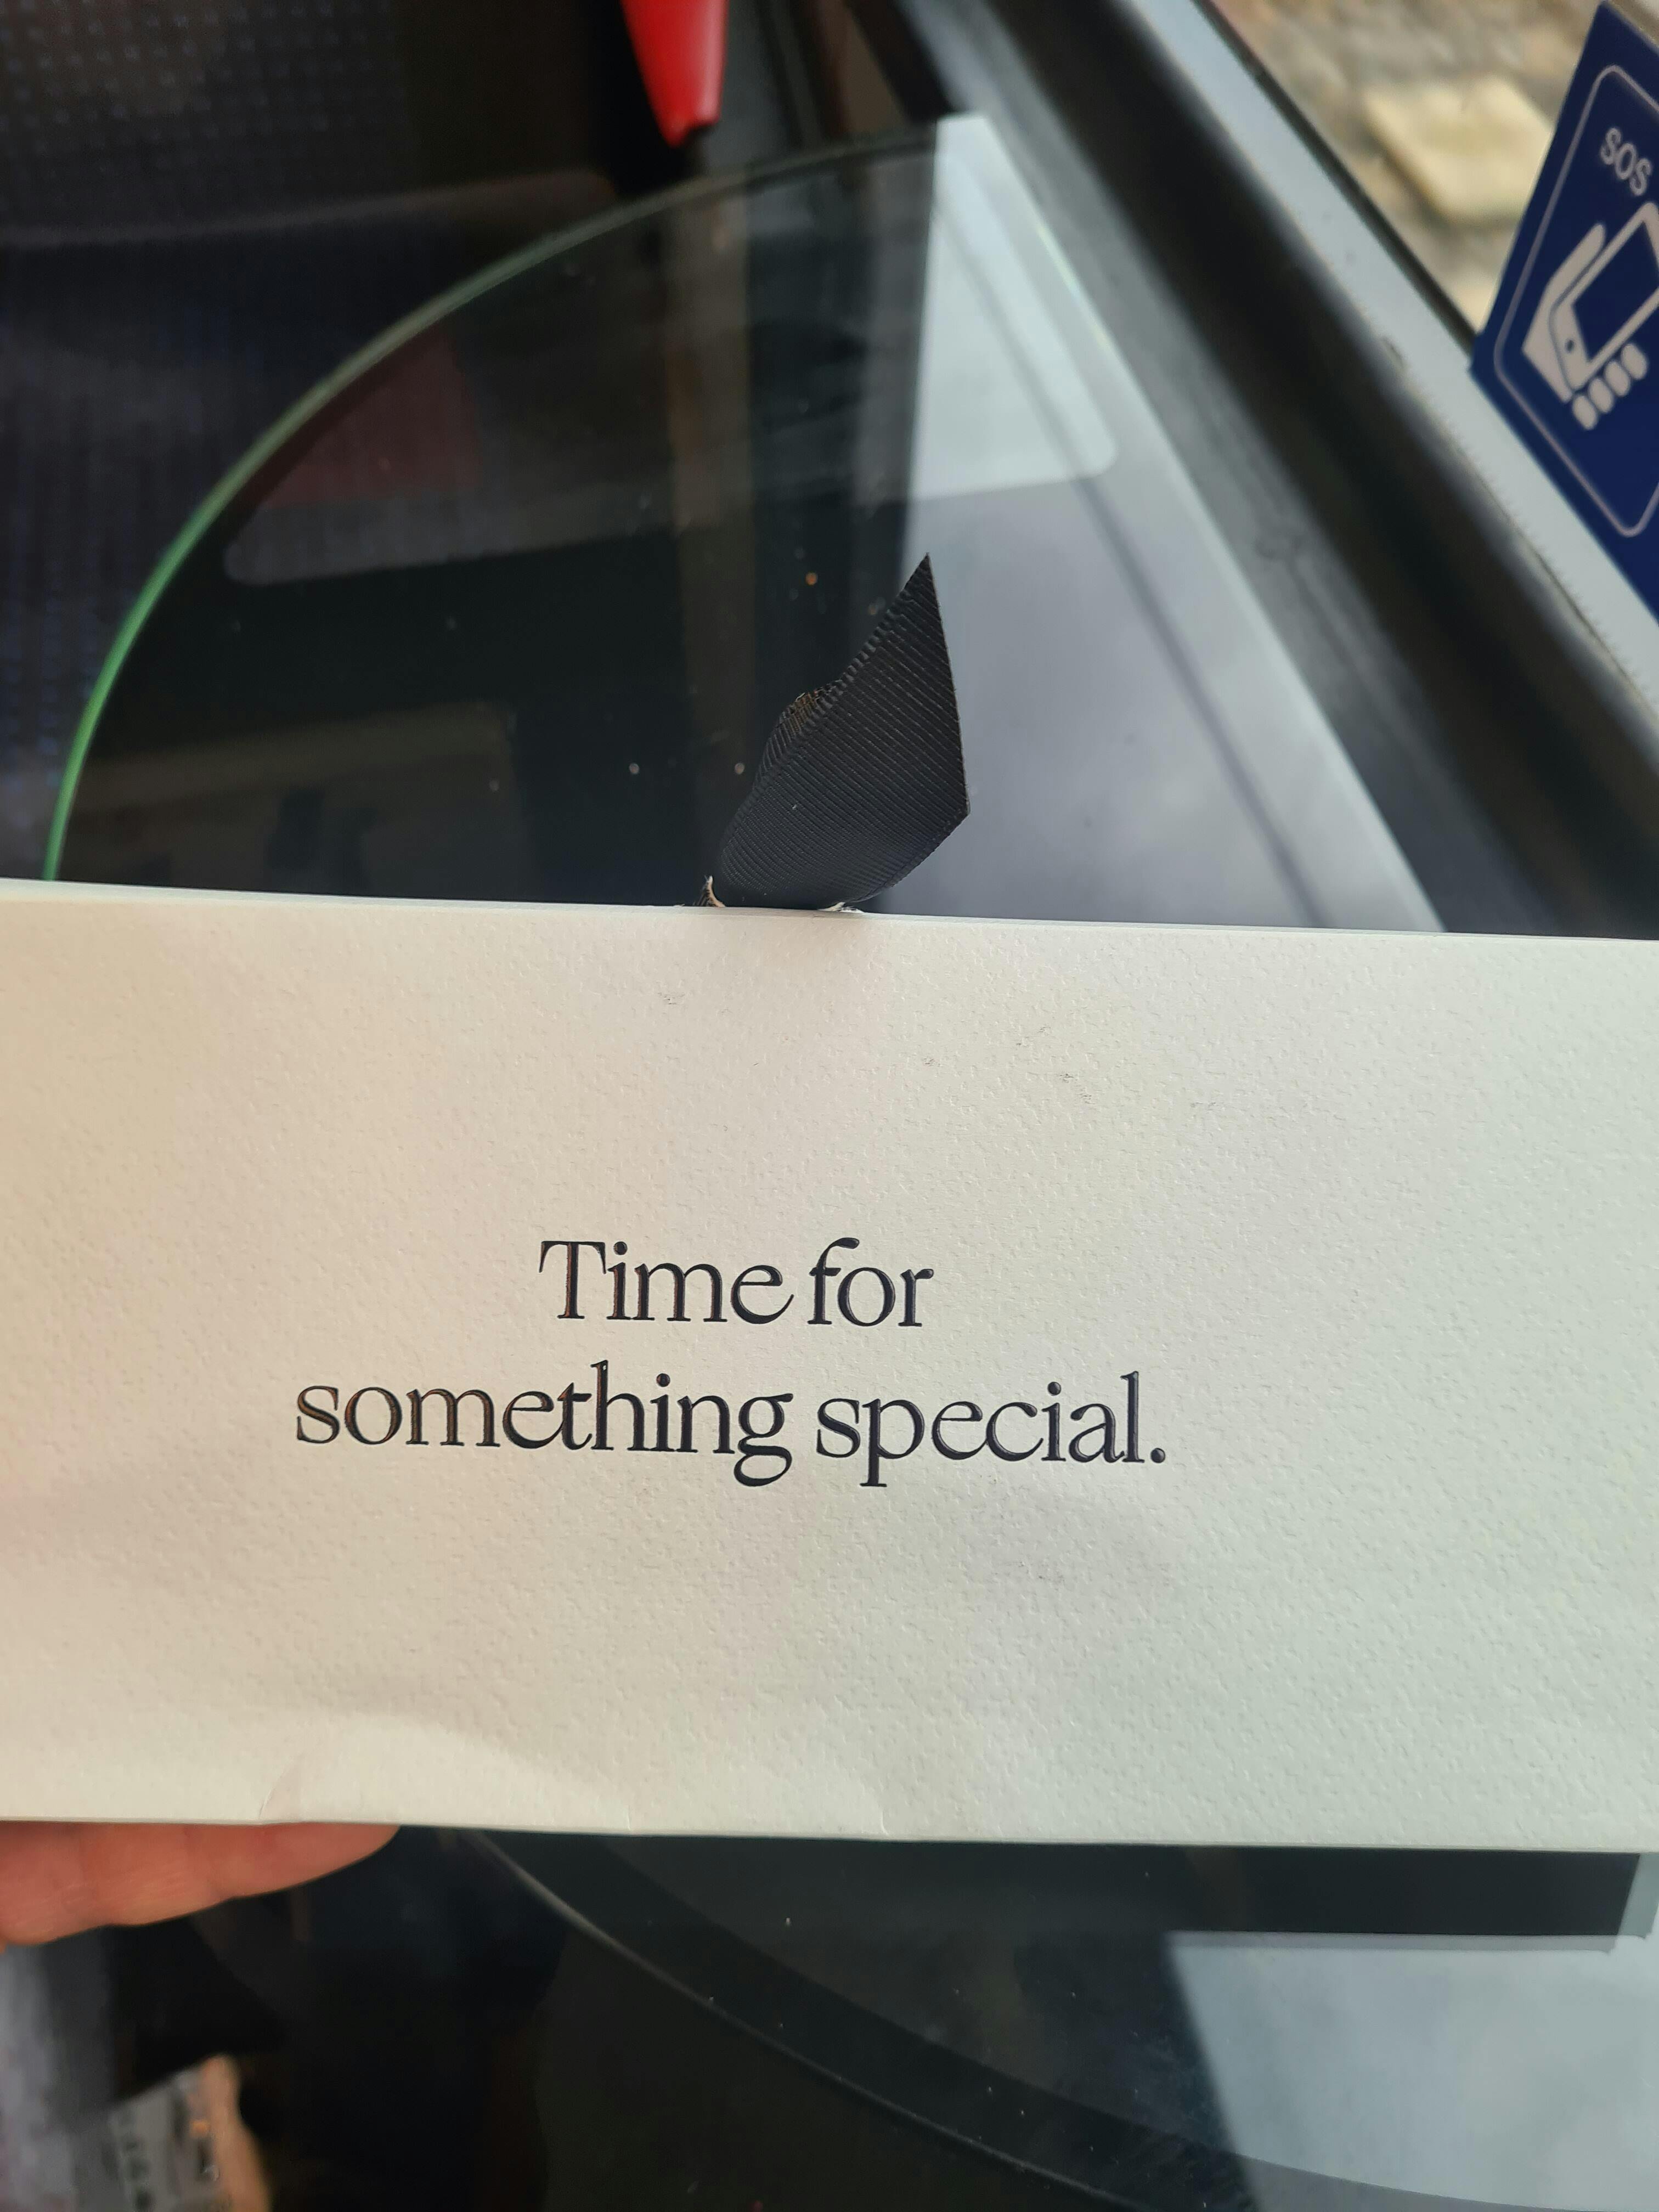 SOS
Time for
something special.